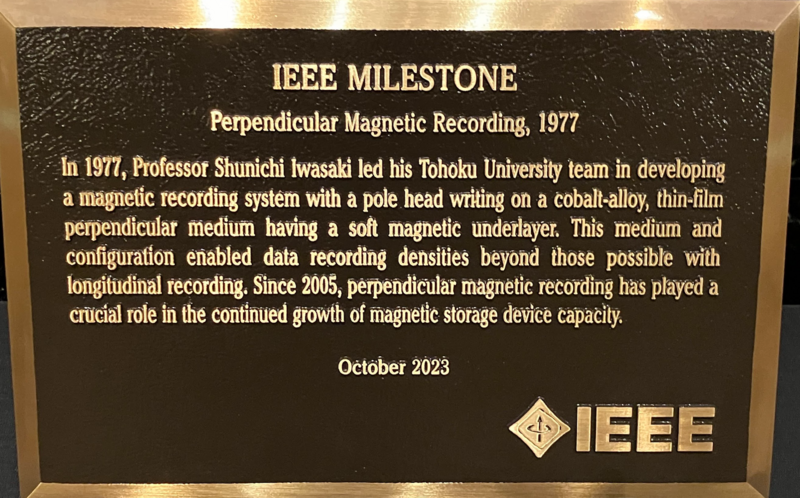 IEEE MILESTONE
Perpendicular Magnetic Recording, 1977
In 1977, Professor Shunichi Iwasaki led his Tohoku University team in developing
a magnetic recording system with a pole head writing on a cobalt-alloy, thin-film
perpendicular medium having a soft magnetic underlayer. This medium and
configuration enabled data recording densities beyond those possible with
longitudinal recording. Since 2005, perpendicular magnetic recording has played a
crucial role in the continued growth of magnetic storage device capacity.
October 2023
IEEE